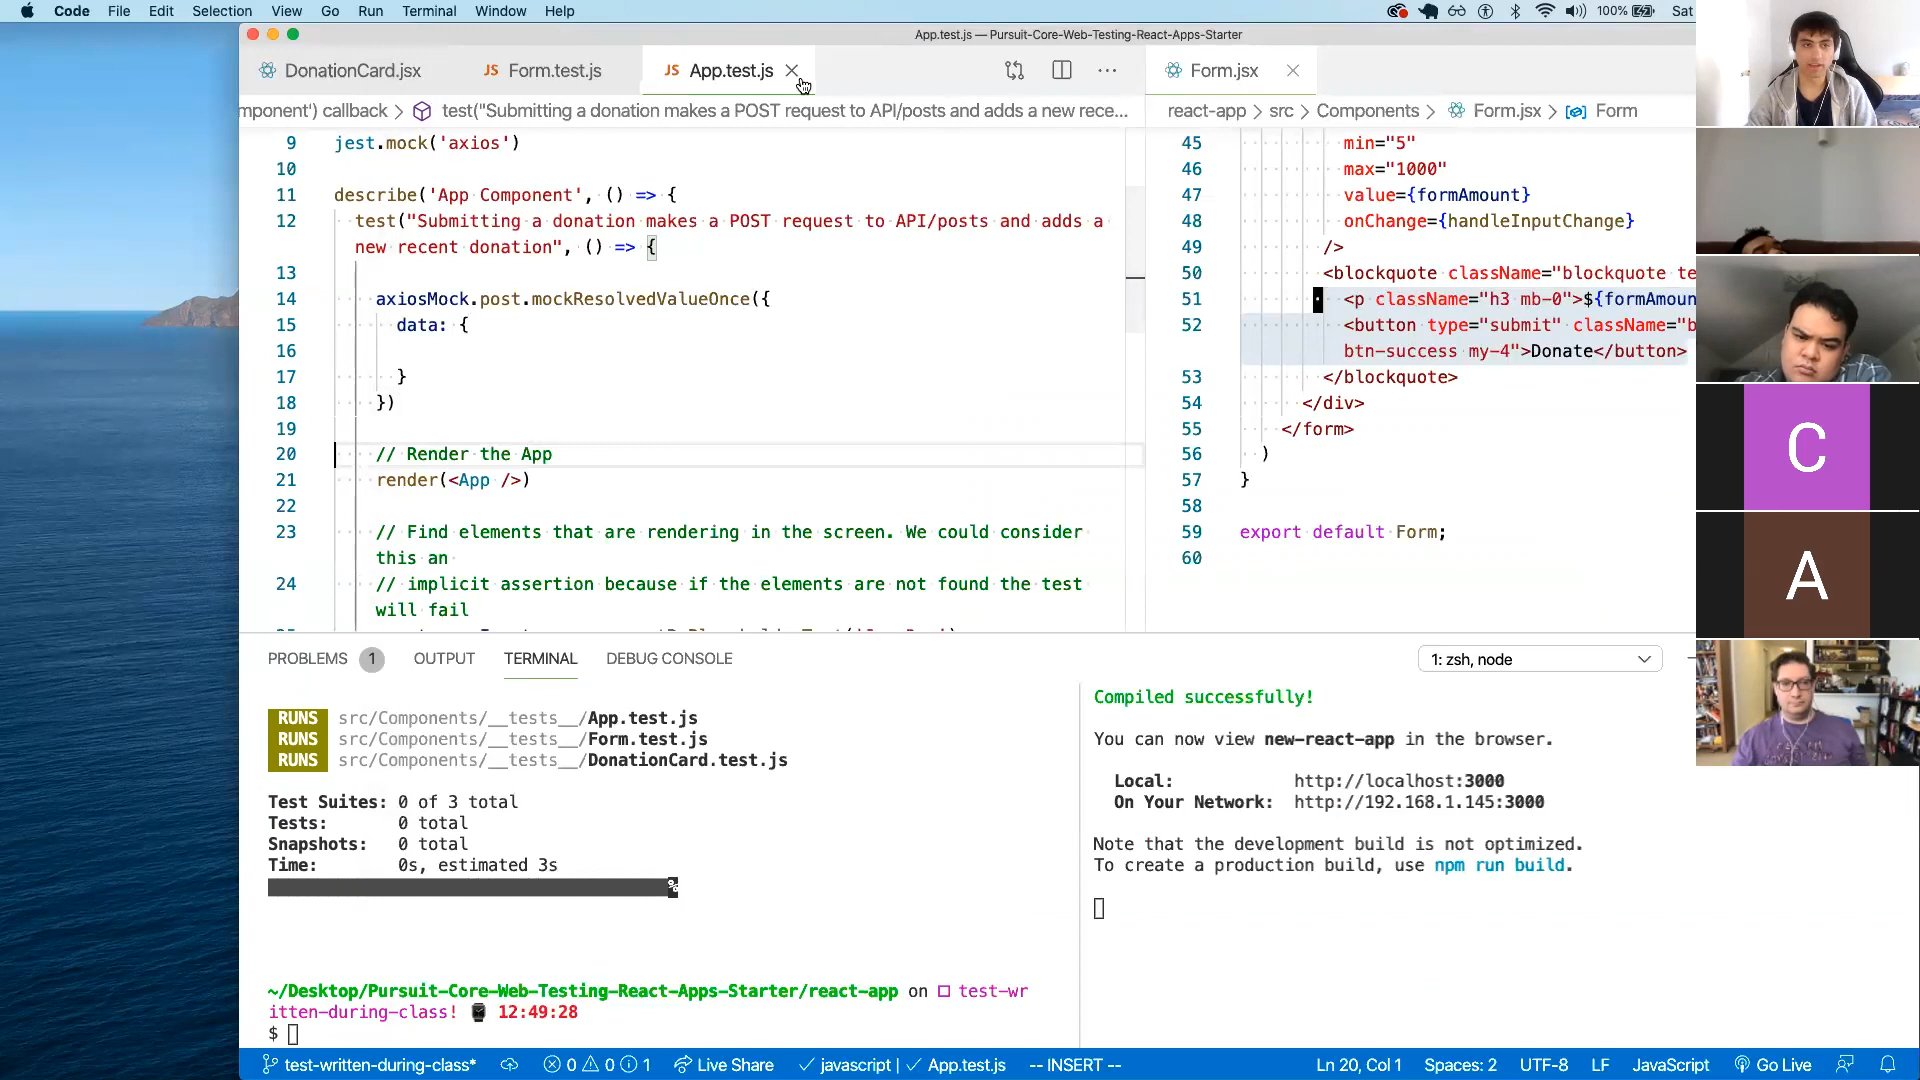 Code File Edit Selection View Go Run Terminal Window Help 100% Sat
App.test.js — Pursuit-Core-Web-Testing-React-Apps-Starter
DonationCard.jsx JS Form.test.js JS App.test.js Form.jsx
mponent') callback > test("Submitting a donation makes a POST request to API/posts and adds a new rece... react-app > src > Components > Form.jsx > Form
9 jest.mock('axios')
10
11 describe('App Component', () => {
12 test("Submitting a donation makes a POST request to API/posts and adds a
new recent donation", () => {
13
14 axiosMock.post.mockResolvedValueOnce({
15 data: {
16
17 }
18 })
19
20 // Render the App
21 render(<App />)
22
23 // Find elements that are rendering in the screen. We could consider
this an
24 // implicit assertion because if the elements are not found the test
will fail
45 min="5"
46 max="1000"
47 value={formAmount}
48 onChange={handleInputChange}
49 />
50 <blockquote className="blockquote te
51 <p className="h3 mb-0">${formAmoun
52 <button type="submit" className="b
btn-success my-4">Donate</button>
53 </blockquote>
54 </div>
55 </form>
56 )
57 }
58
59 export default Form;
60
C
A
PROBLEMS 1 OUTPUT TERMINAL DEBUG CONSOLE 1: zsh, node
RUNS src/Components/__tests__/App.test.js
RUNS src/Components/__tests__/Form.test.js
RUNS src/Components/__tests__/DonationCard.test.js
Test Suites: 0 of 3 total
Tests: 0 total
Snapshots: 0 total
Time: 0s, estimated 3s
%
~/Desktop/Pursuit-Core-Web-Testing-React-Apps-Starter/react-app on test-wr
itten-during-class! 12:49:28
$
Compiled successfully!
You can now view new-react-app in the browser.
Local: http://localhost:3000
On Your Network: http://192.168.1.145:3000
Note that the development build is not optimized.
To create a production build, use npm run build.
test-written-during-class* 0 0 1 Live Share javascript | App.test.js -- INSERT -- Ln 20, Col 1 Spaces: 2 UTF-8 LF JavaScript Go Live